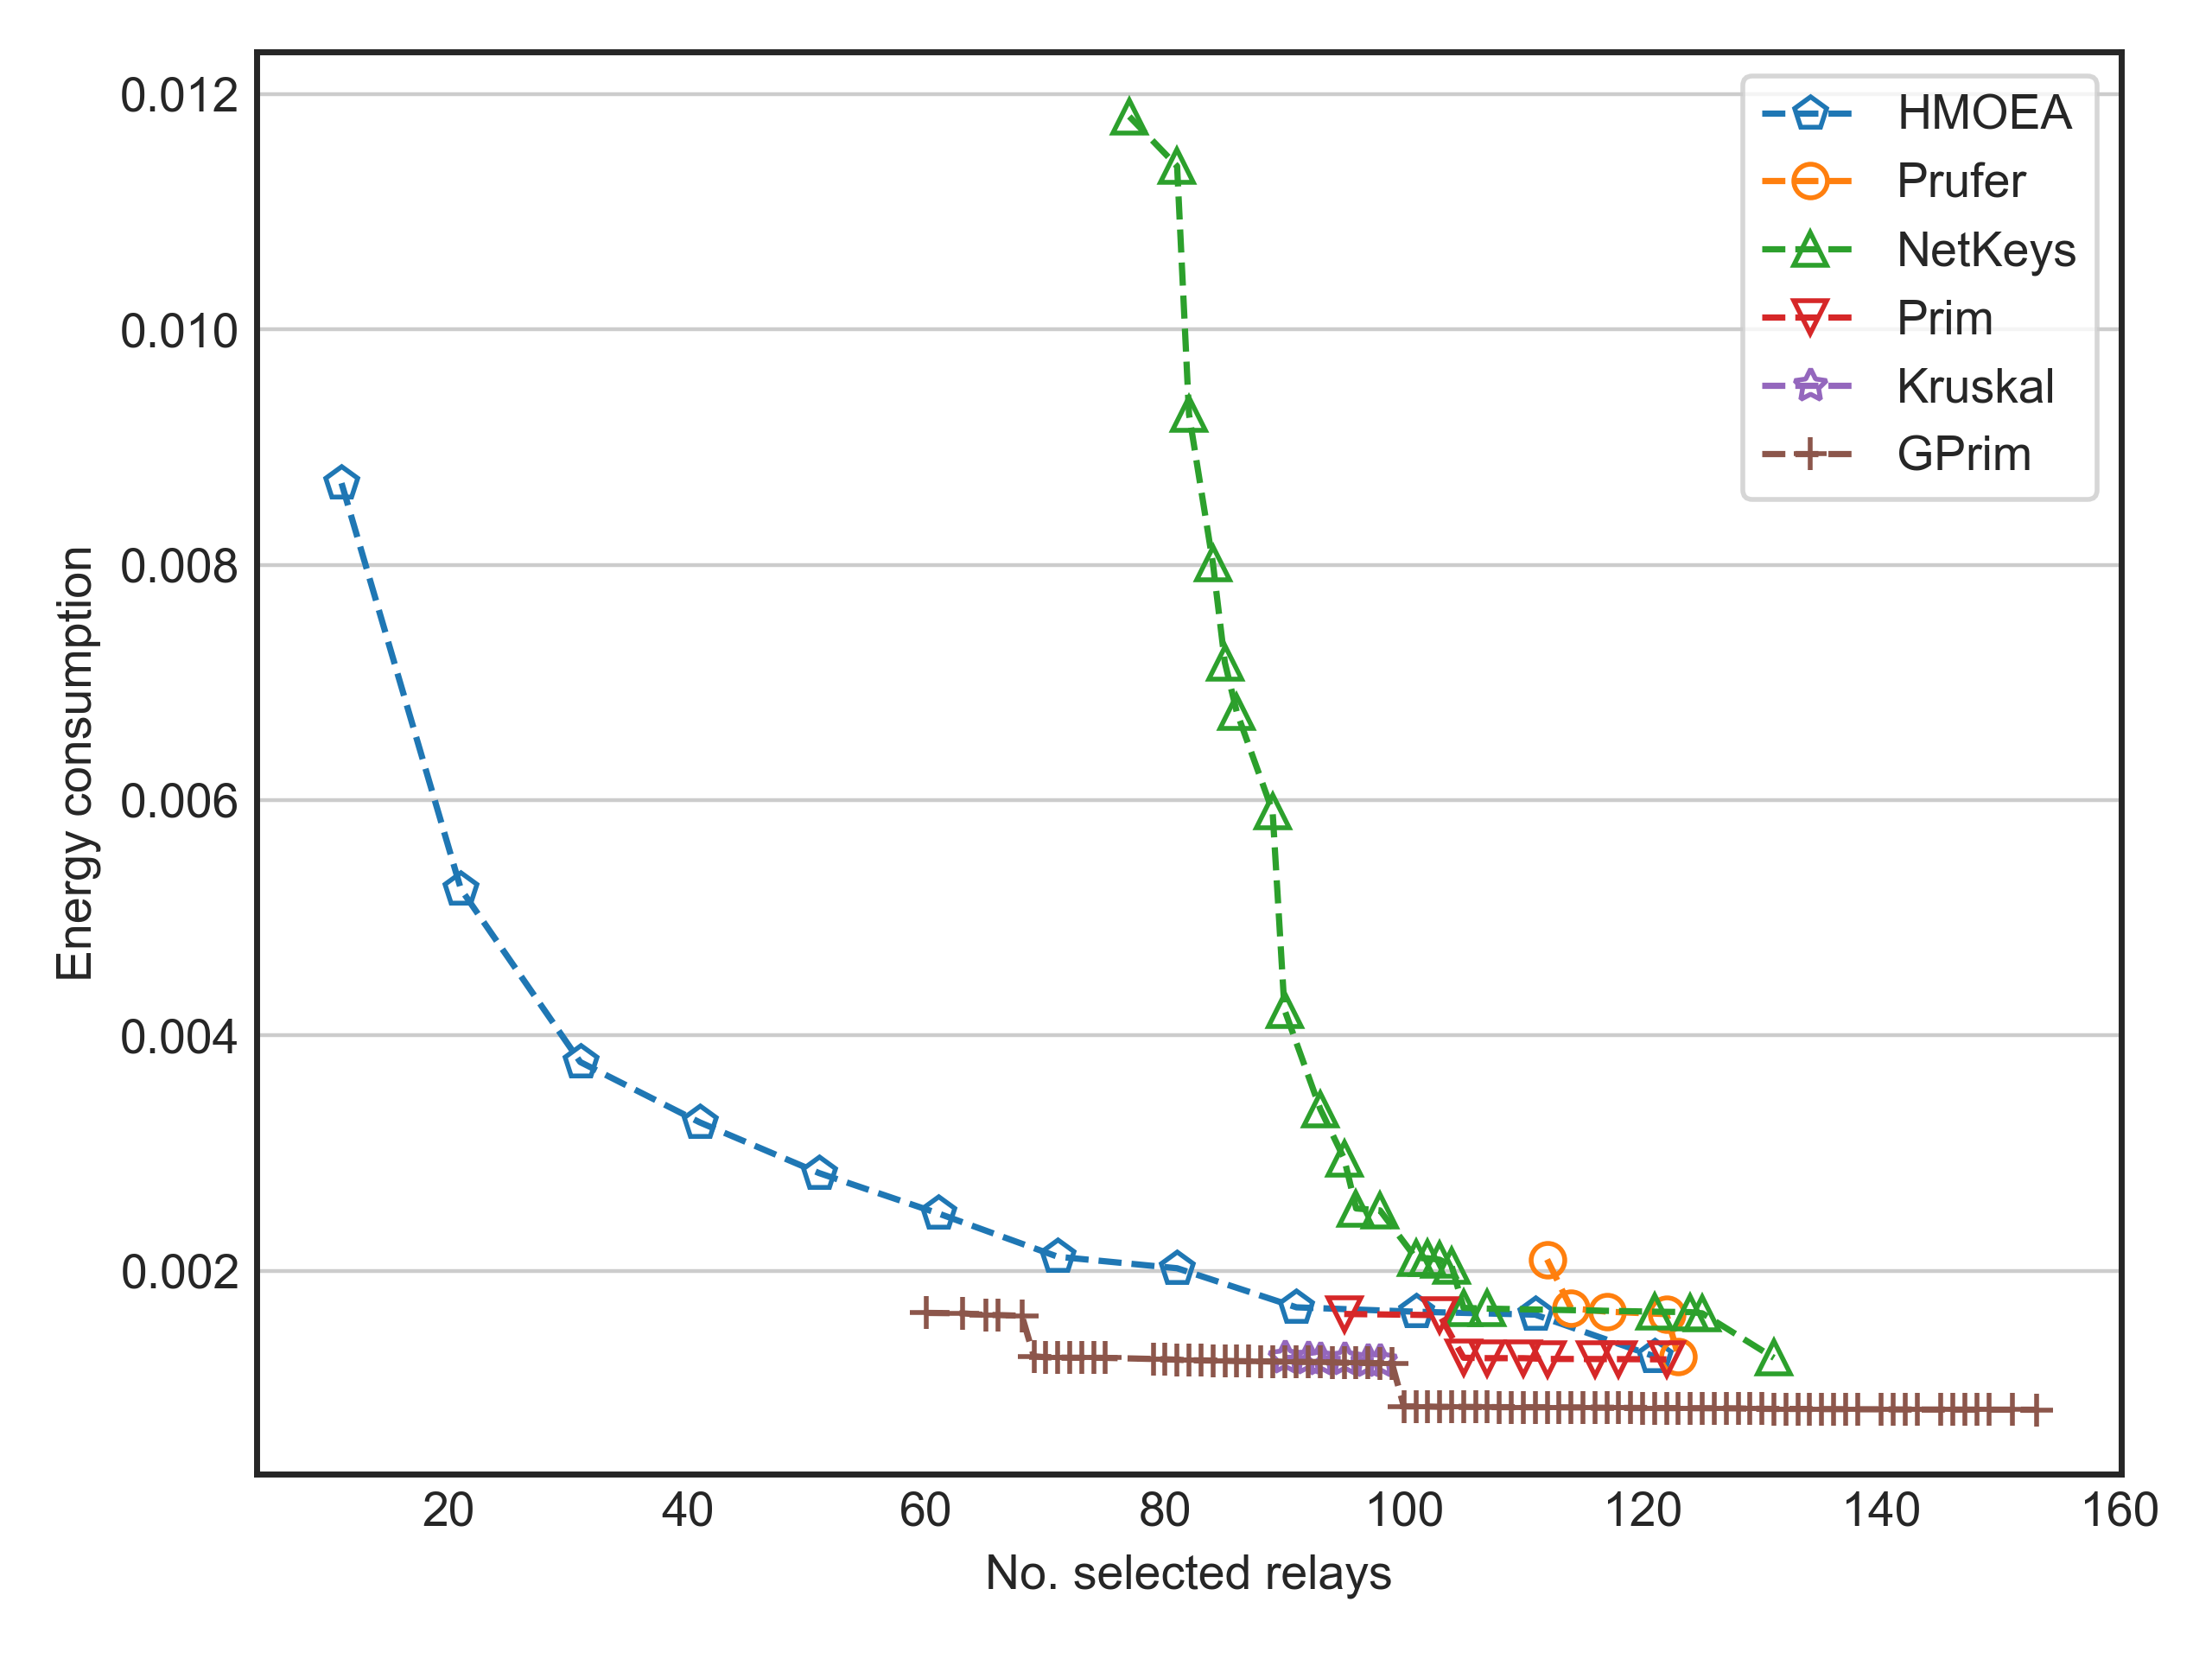 0.012
0.010
0.008
0.006
0.004
0.002
Energy consumption
20 40 60 80 100 120 140 160
No. selected relays
HMOEA
Prufer
NetKeys
Prim
Kruskal
GPrim